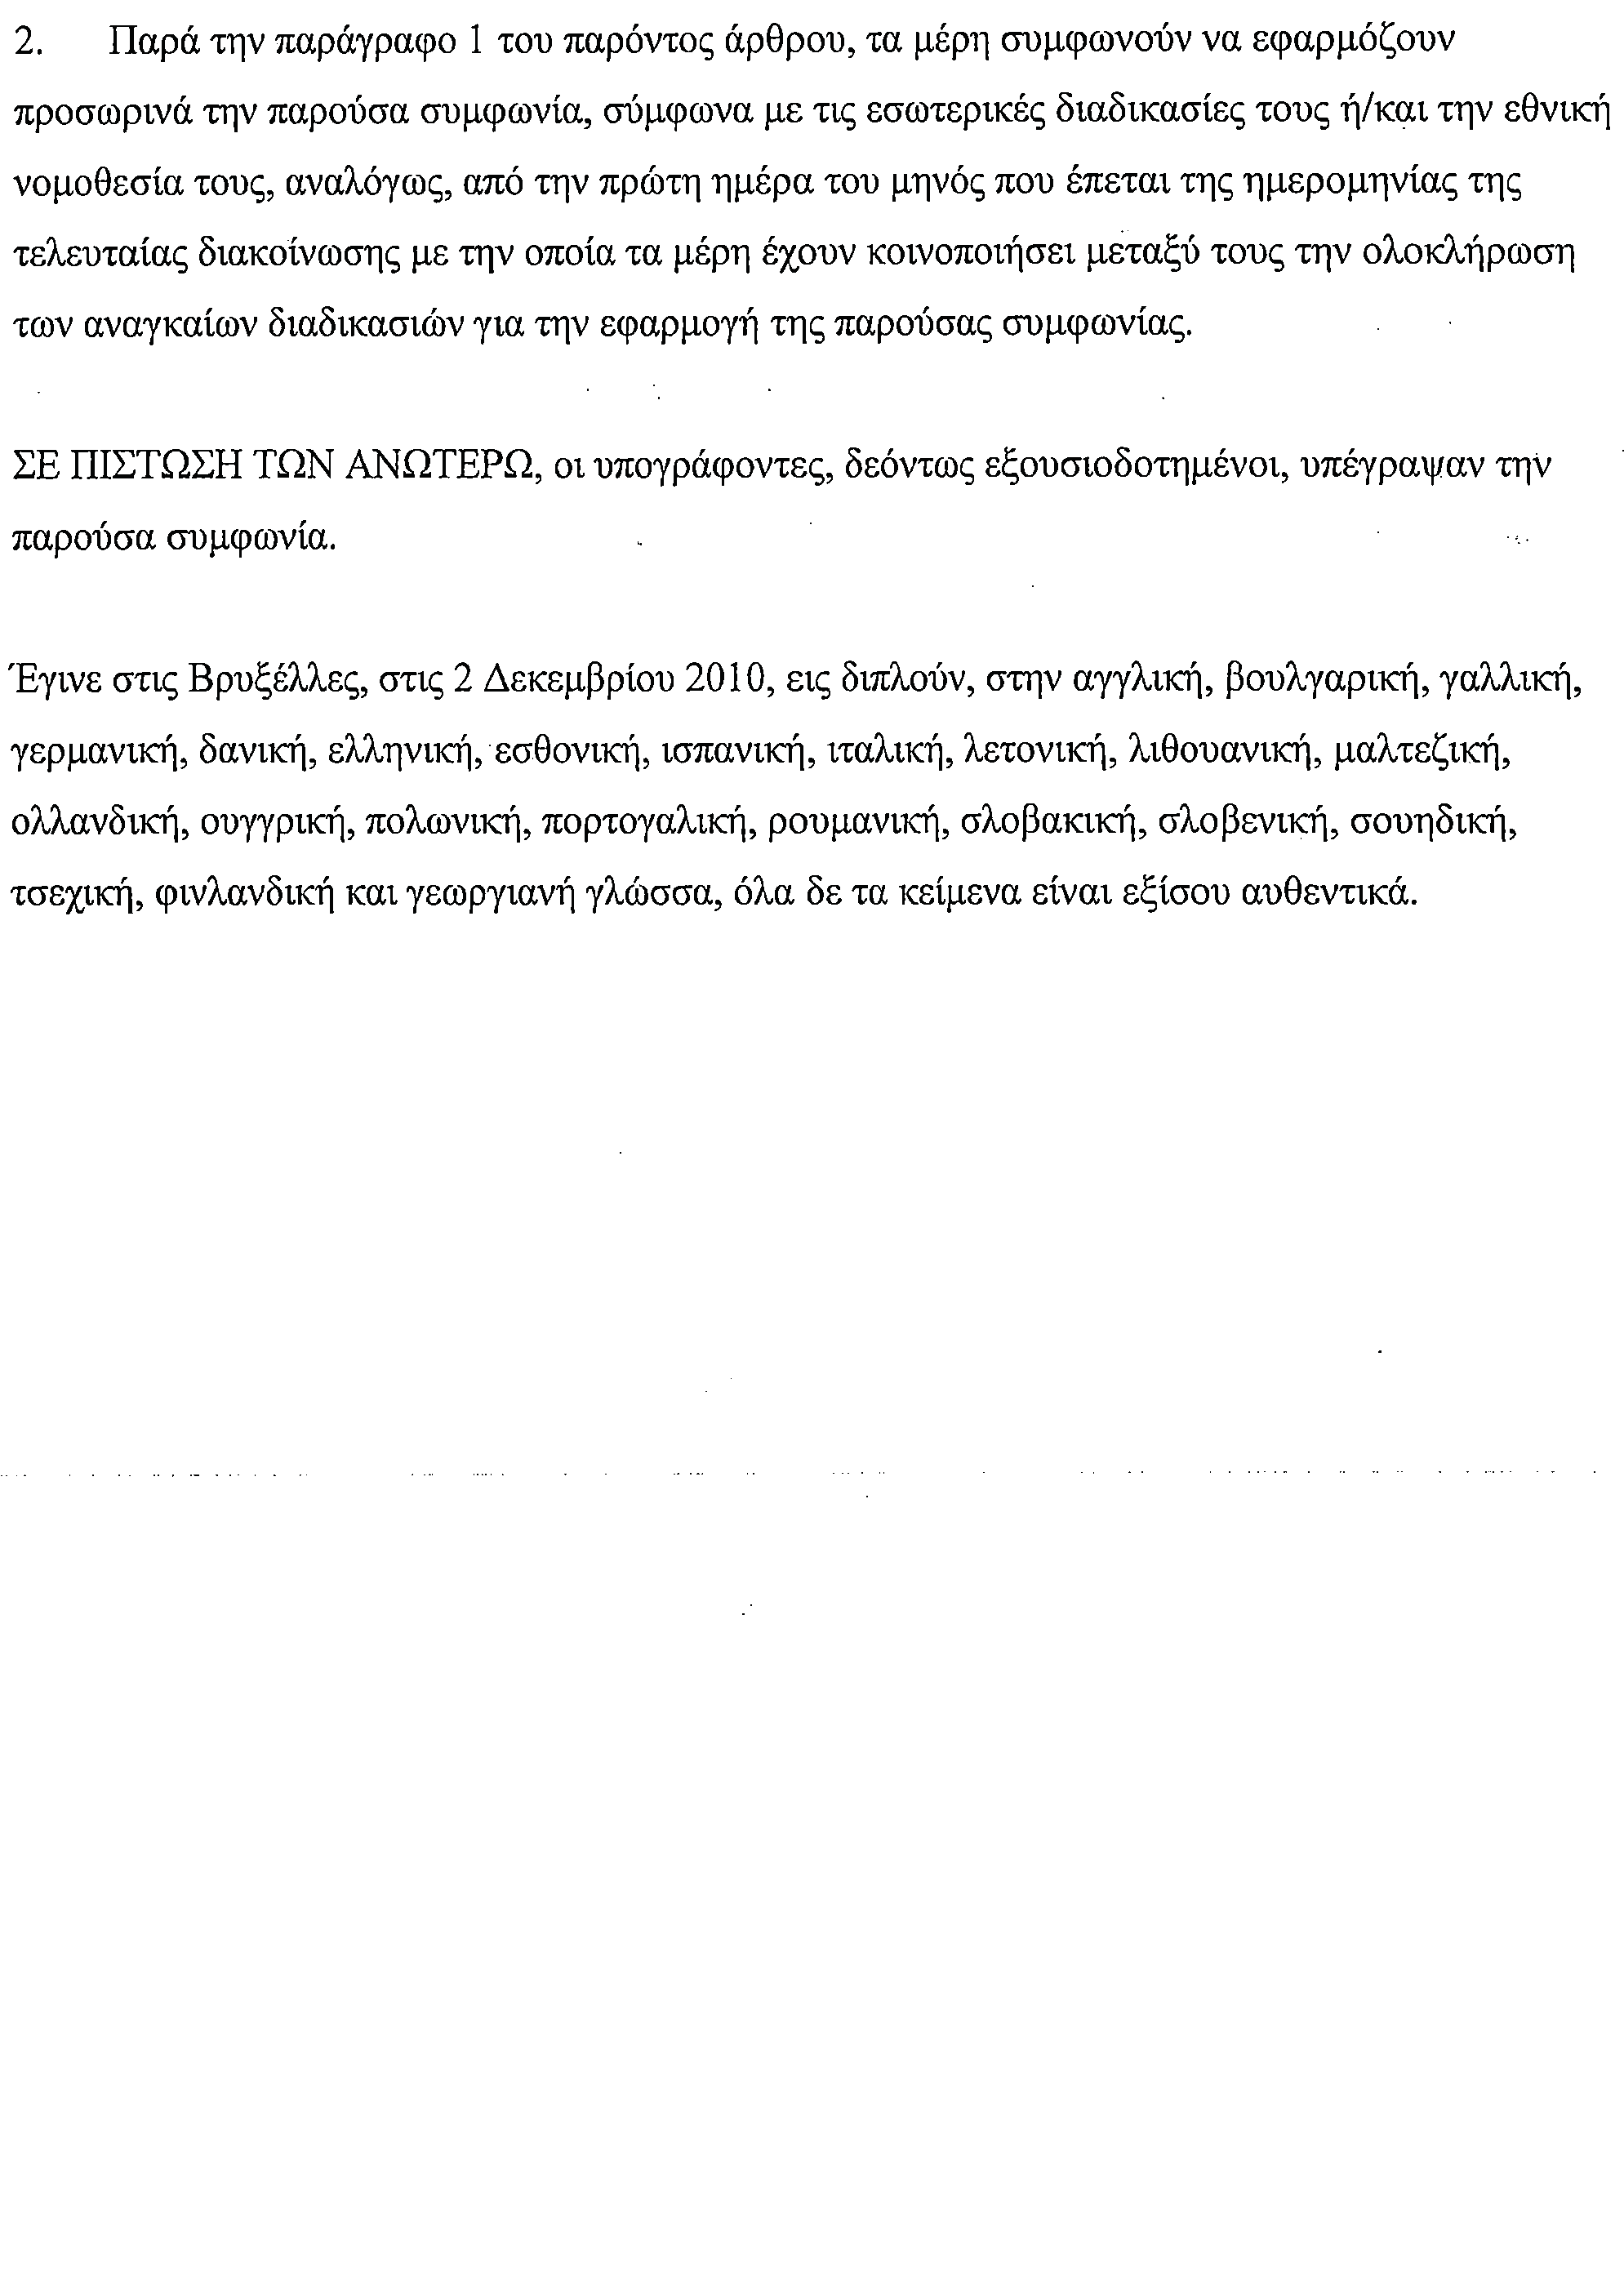 2. Παρά την παράγραφο 1 του παρόντος άρθρου, τα μέρη συμφωνούν να εφαρμόζουν
προσωρινά την παρούσα συμφωνία, σύμφωνα με τις εσωτερικές διαδικασίες τους ή/και την εθνική
νομοθεσία τους, αναλόγως, από την πρώτη ημέρα του μηνός που έπεται της ημερομηνίας της
τελευταίας διακοίνωσης με την οποία τα μέρη έχουν κοινοποιήσει μεταξύ τους την ολοκλήρωση
των αναγκαίων διαδικασιών για την εφαρμογή της παρούσας συμφωνίας.
ΣΕ ΠΙΣΤΩΣΗ ΤΩΝ ΑΝΩΤΕΡΩ, οι υπογράφοντες, δεόντως εξουσιοδοτημένοι, υπέγραψαν την
παρούσα συμφωνία.
Έγινε στις Βρυξέλλες, στις 2 Δεκεμβρίου 2010, εις διπλούν, στην αγγλική, βουλγαρική, γαλλική,
γερμανική, δανική, ελληνική, εσθονική, ισπανική, ιταλική, λετονική, λιθουανική, μαλτεζική,
ολλανδική, ουγγρική, πολωνική, πορτογαλική, ρουμανική, σλοβακική, σλοβενική, σουηδική,
τσεχική, φινλανδική και γεωργιανή γλώσσα, όλα δε τα κείμενα είναι εξίσου αυθεντικά.